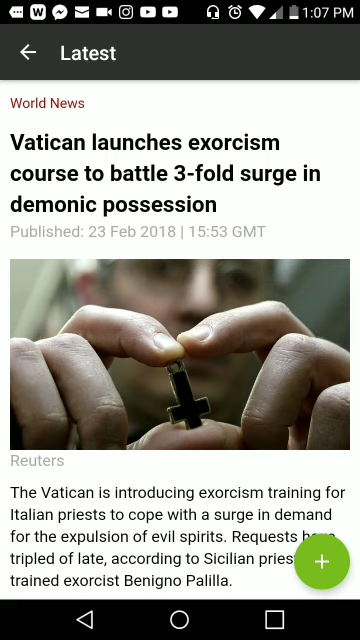 W
1:07 PM
Latest
World News
Vatican launches exorcism
course to battle 3-fold surge in
demonic possession
Published: 23 Feb 2018 | 15:53 GMT
Reuters
The Vatican is introducing exorcism training for
Italian priests to cope with a surge in demand
for the expulsion of evil spirits. Requests
tripled of late, according to Sicilian
trained exorcist Benigno Palilla.